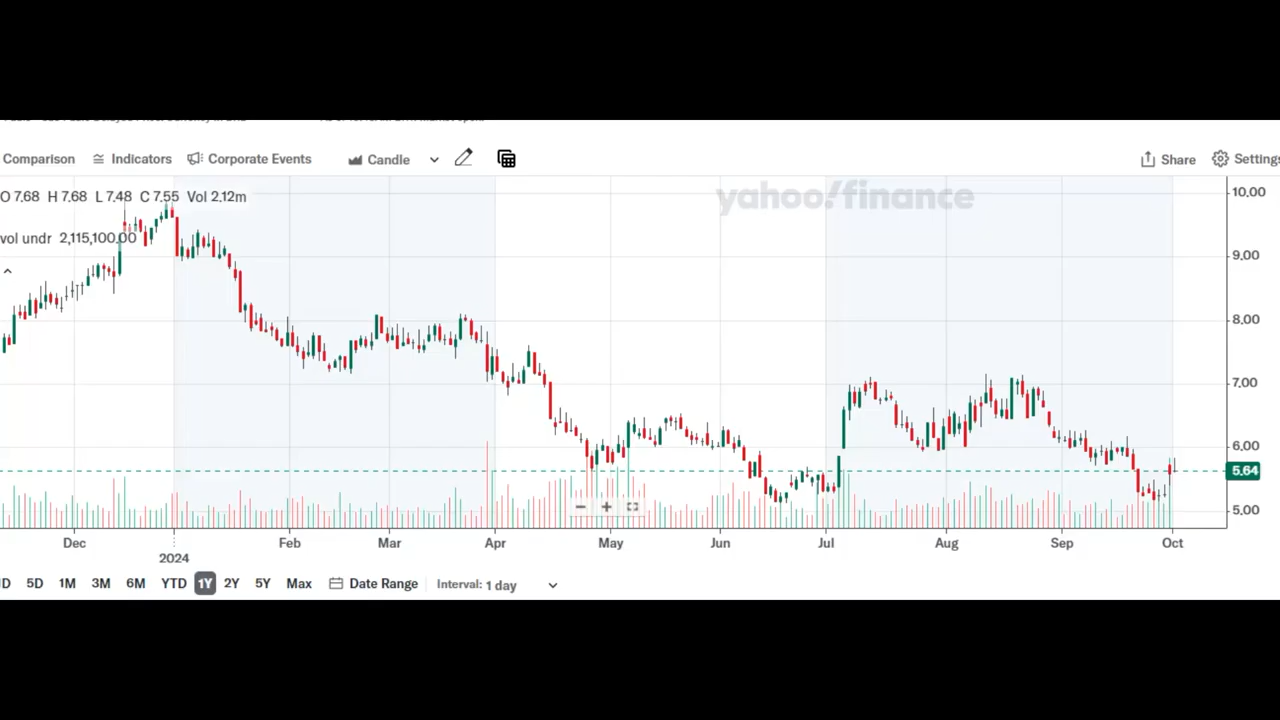 Comparison Indicators Corporate Events Candle Share Settings
yahoo!finance
O 7.68 H 7.68 L 7.48 C 7.55 Vol 2.12m
vol undr 2,115,100.00
10,00
9,00
8,00
7,00
6,00
5.64
5,00
Dec Feb Mar Apr May Jun Jul Aug Sep Oct
2024
5D 1M 3M 6M YTD 1Y 2Y 5Y Max Date Range Interval: 1 day